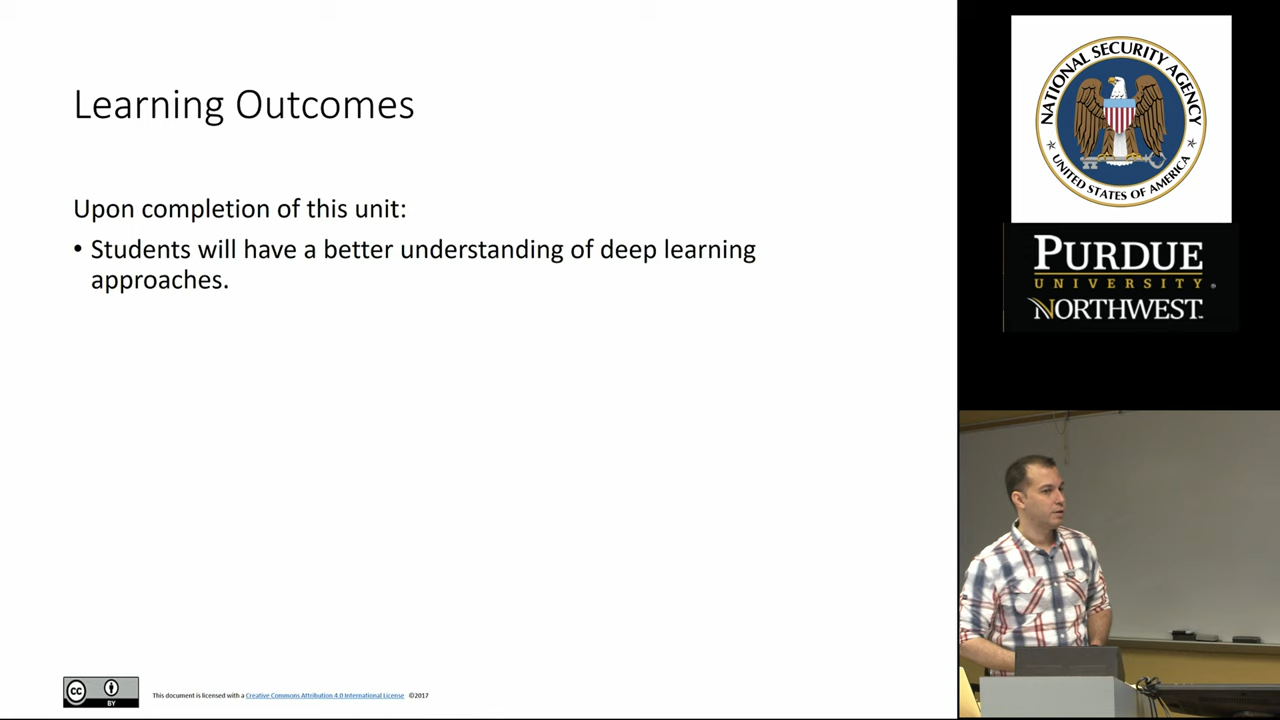 Learning Outcomes
Upon completion of this unit:
• Students will have a better understanding of deep learning
approaches.
cc
BY
This document is licensed with a Creative Commons Attribution 4.0 International License ©2017
NATIONAL SECURITY AGENCY
UNITED STATES OF AMERICA
PURDUE
UNIVERSITY
NORTHWEST